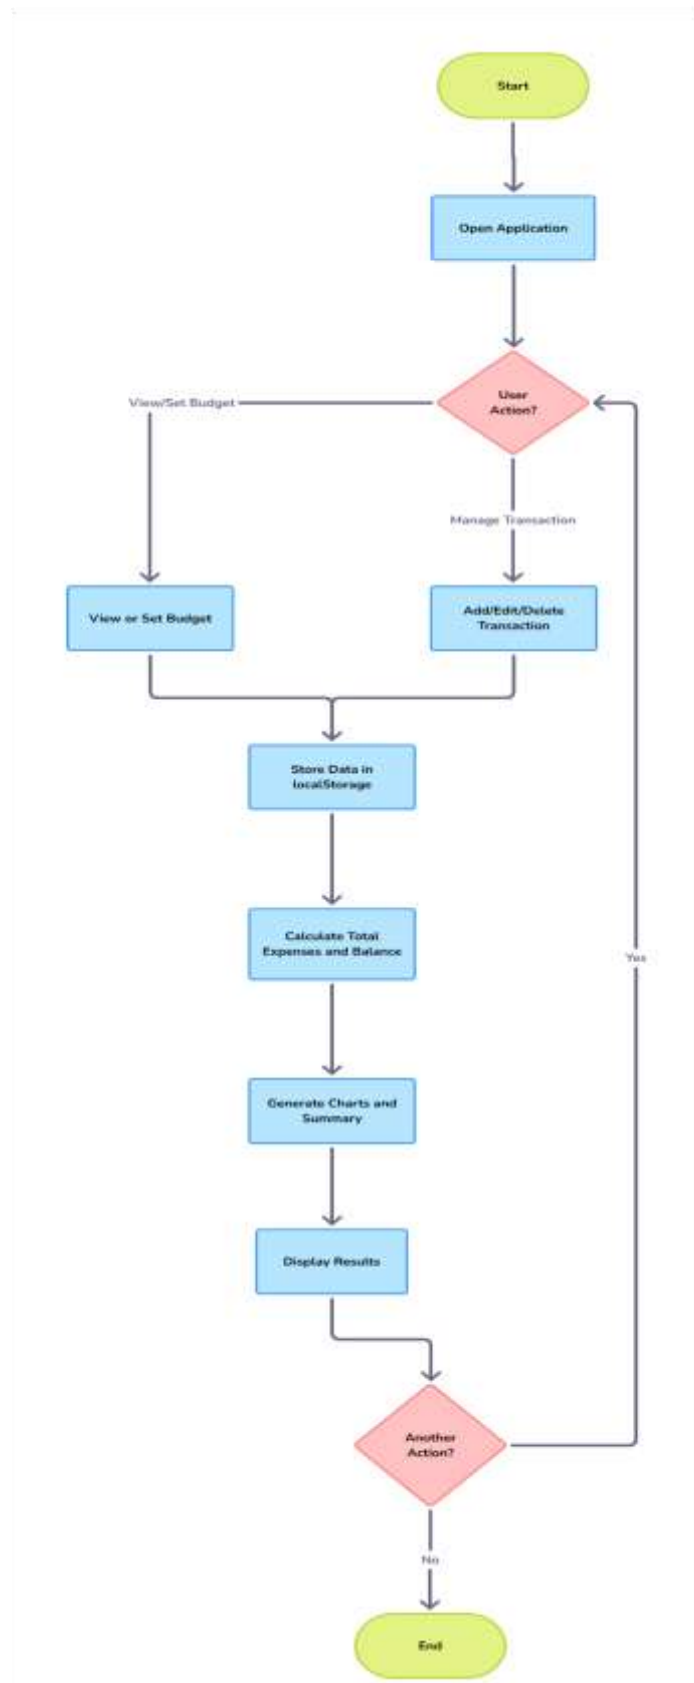 Start
Open Application
User
Action?
View/Set Budget
Manage Transaction
View or Set Budget
Add/Edit/Delete
Transaction
Store Data in
localStorage
Calculate Total
Expenses and Balance
Yes
Generate Charts and
Summary
Display Results
Another
Action?
No
End